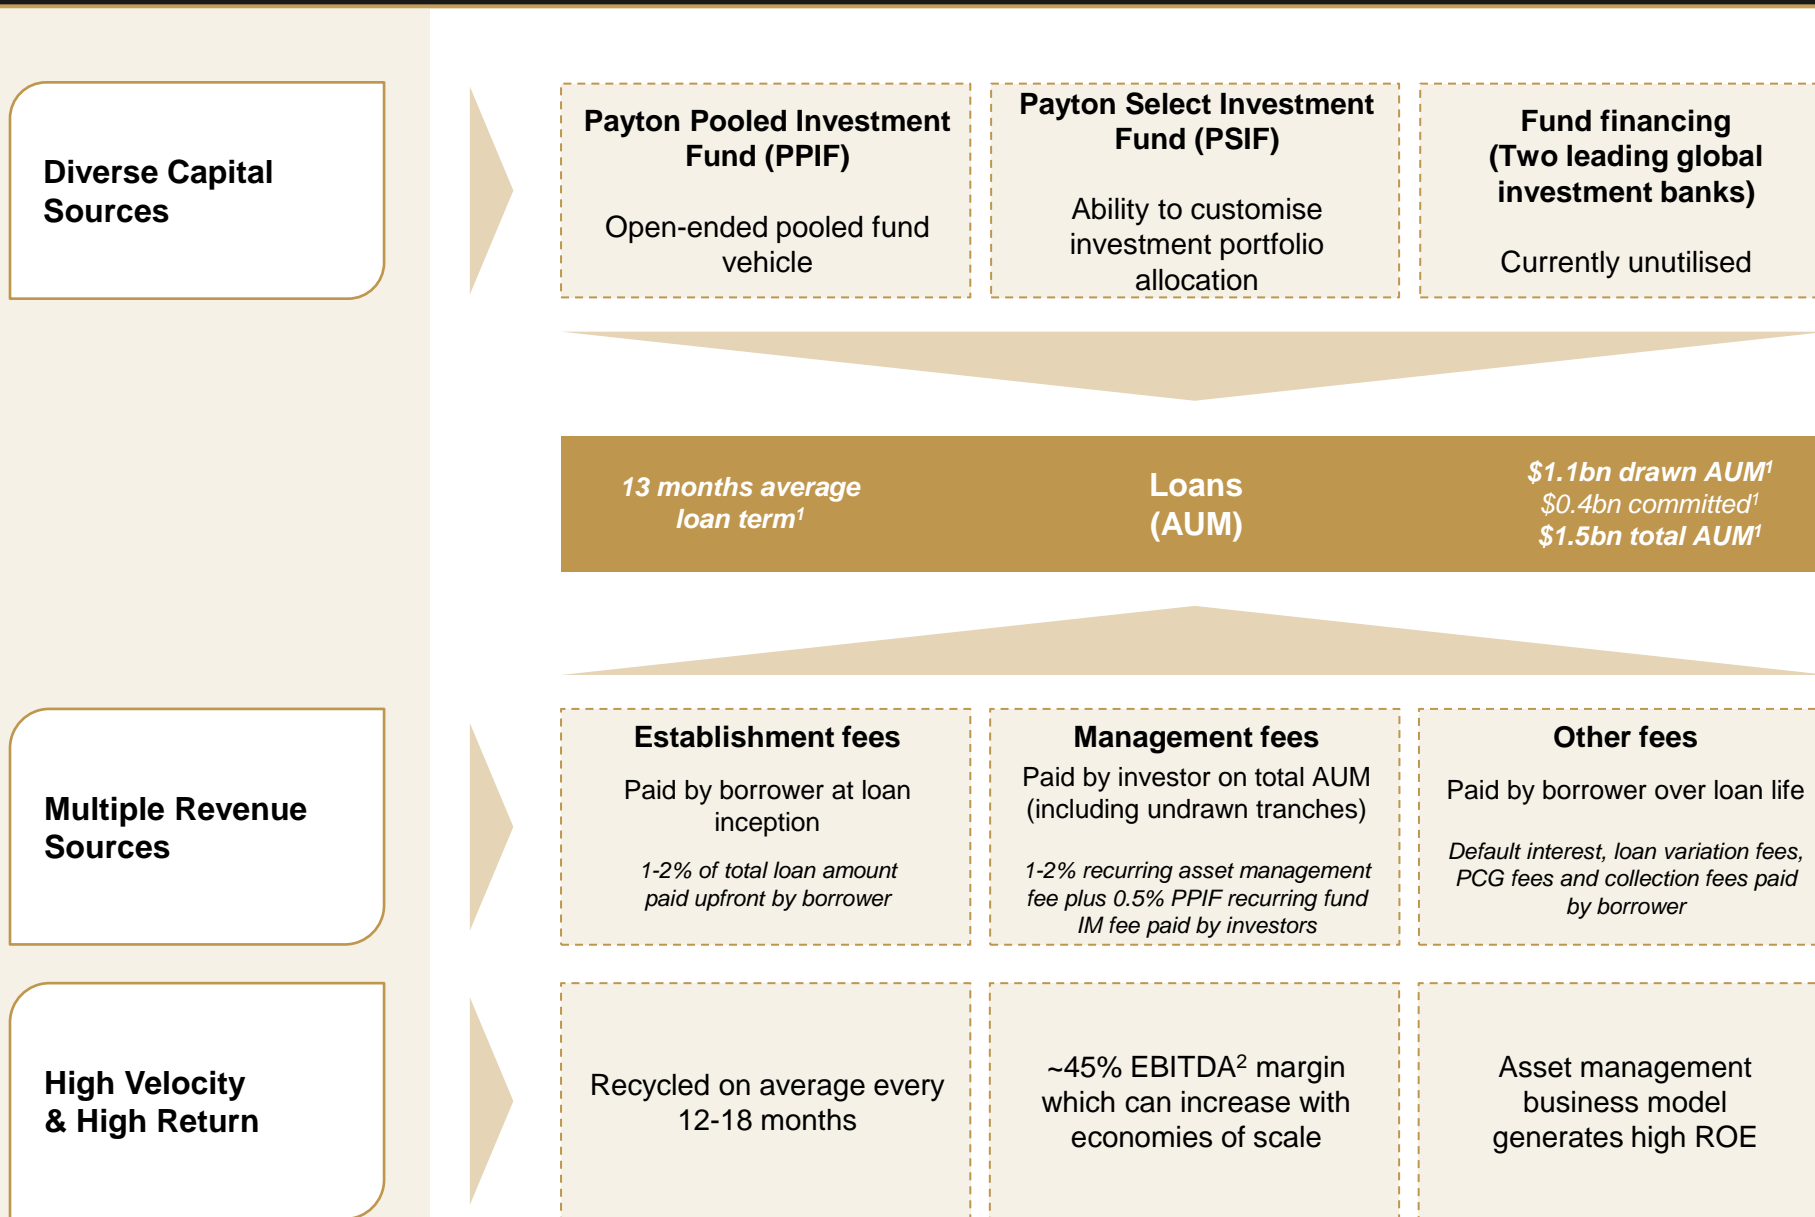 Diverse Capital
Sources
Payton Pooled Investment
Fund (PPIF)
Open-ended pooled fund
vehicle
Payton Select Investment
Fund (PSIF)
Ability to customise
investment portfolio
allocation
Fund financing
(Two leading global
investment banks)
Currently unutilised
13 months average
loan term¹
Loans
(AUM)
$1.1bn drawn AUM¹
$0.4bn committed¹
$1.5bn total AUM¹
Multiple Revenue
Sources
Establishment fees
Paid by borrower at loan
inception
1-2% of total loan amount
paid upfront by borrower
Management fees
Paid by investor on total AUM
(including undrawn tranches)
1-2% recurring asset management
fee plus 0.5% PPIF recurring fund
IM fee paid by investors
Other fees
Paid by borrower over loan life
Default interest, loan variation fees,
PCG fees and collection fees paid
by borrower
High Velocity
& High Return
Recycled on average every
12-18 months
~45% EBITDA² margin
which can increase with
economies of scale
Asset management
business model
generates high ROE